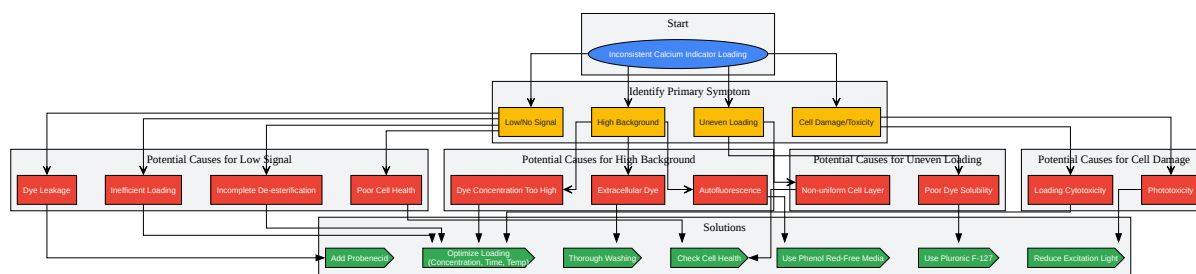 Start
Inconsistent Calcium Indicator Loading
Identify Primary Symptom
Low/No Signal
High Background
Uneven Loading
Cell Damage/Toxicity
Potential Causes for Low Signal
Potential Causes for High Background
Potential Causes for Uneven Loading
Potential Causes for Cell Damage
Dye Leakage
Inefficient Loading
Incomplete De-esterification
Poor Cell Health
Dye Concentration Too High
Extracellular Dye
Autofluorescence
Non-uniform Cell Layer
Poor Dye Solubility
Loading Cytotoxicity
Phototoxicity
Solutions
Add Probenecid
Optimize Loading
(Concentration, Time, Temp)
Thorough Washing
Check Cell Health
Use Phenol Red-Free Media
Use Pluronic F-127
Reduce Excitation Light